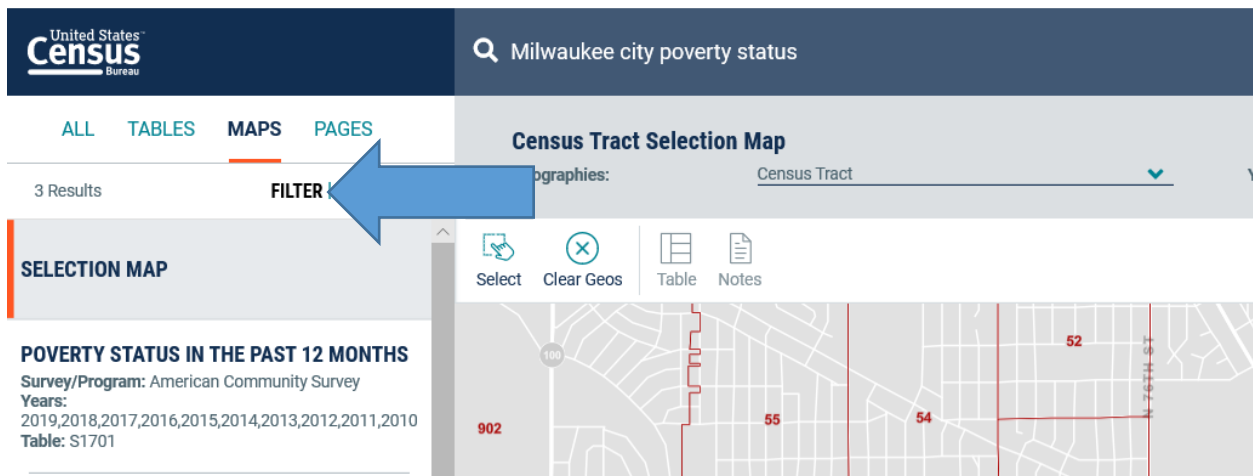 United States™
Census
Bureau
Milwaukee city poverty status
ALL TABLES MAPS PAGES
Census Tract Selection Map
ographies: Census Tract Y
3 Results FILTER
SELECTION MAP
Select Clear Geos Table Notes
POVERTY STATUS IN THE PAST 12 MONTHS
Survey/Program: American Community Survey
Years:
2019,2018,2017,2016,2015,2014,2013,2012,2011,2010
Table: S1701
100
52
N 76TH ST
902
55
54